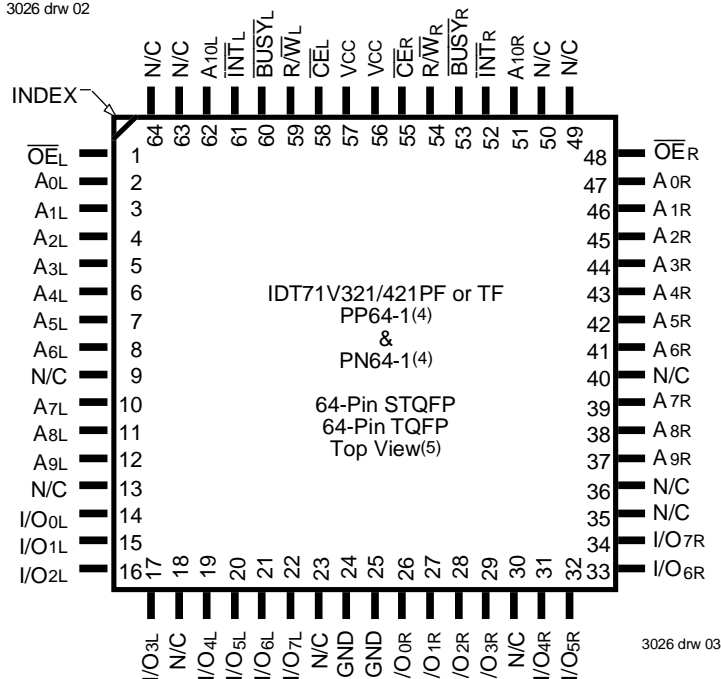 3026 drw 02
N/C
N/C
A10L
INTL
BUSYL
R/WL
CEL
VCC
VCC
CER
R/WR
BUSYR
INTR
A10R
N/C
N/C
INDEX
64
63
62
61
60
59
58
57
56
55
54
53
52
51
50
49
OEL 1
A0L 2
A1L 3
A2L 4
A3L 5
A4L 6
A5L 7
A6L 8
N/C 9
A7L 10
A8L 11
A9L 12
N/C 13
I/O0L 14
I/O1L 15
I/O2L 16
IDT71V321/421PF or TF
PP64-1(4)
&
PN64-1(4)
64-Pin STQFP
64-Pin TQFP
Top View(5)
48 OER
47 A0R
46 A1R
45 A2R
44 A3R
43 A4R
42 A5R
41 A6R
40 N/C
39 A7R
38 A8R
37 A9R
36 N/C
35 N/C
34 I/O7R
33 I/O6R
17
18
19
20
21
22
23
24
25
26
27
28
29
30
31
32
I/O3L
N/C
I/O4L
I/O5L
I/O6L
I/O7L
N/C
GND
GND
/O0R
/O1R
/O2R
/O3R
N/C
I/O4R
I/O5R
3026 drw 03